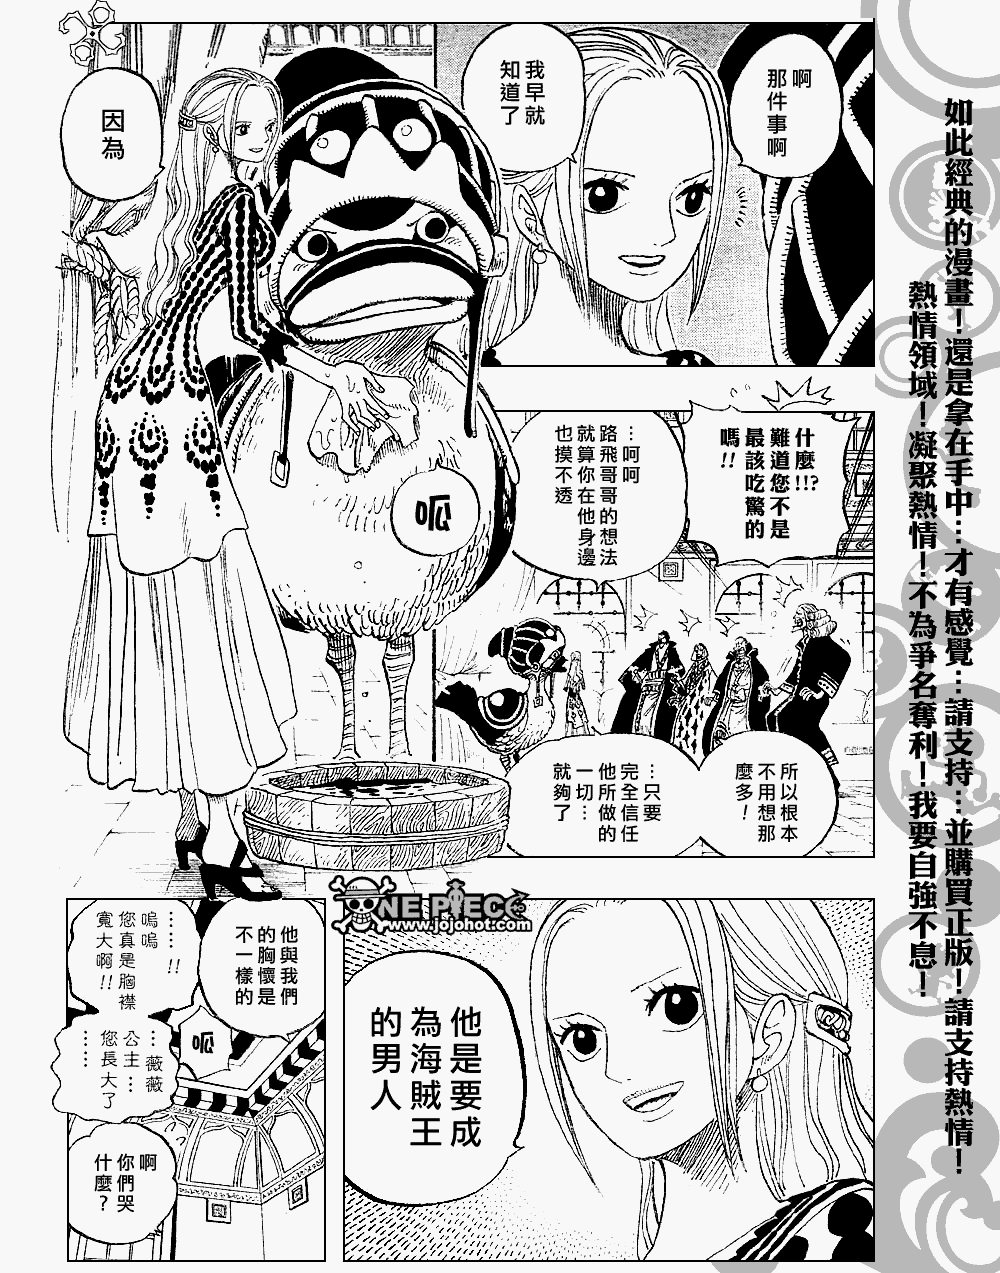 啊
那件事啊
我早就
知道了
因為
呱
什麼!!?
難道您不是
最該吃驚的
嗎!!
…呵呵
路飛哥哥的想法
就算你在他身邊
也摸不透
所以根本
不用想那
麼多！
…只要
完全信任
他所做的
一切…
就夠了
他是要成
為海賊王
的男人
他與我們
的胸懷是
不一樣的
……!!
嗚嗚
您真是胸襟
寬大啊!!
呱
…薇薇
公主…
您長大了
……
啊
你們哭
什麼？
ONE PIECE
www.jojohot.com
如此經典的漫畫！還是拿在手中…才有感覺…請支持…並購買正版！請支持熱情！
熱情領域！凝聚熱情！不為爭名奪利！我要自強不息！